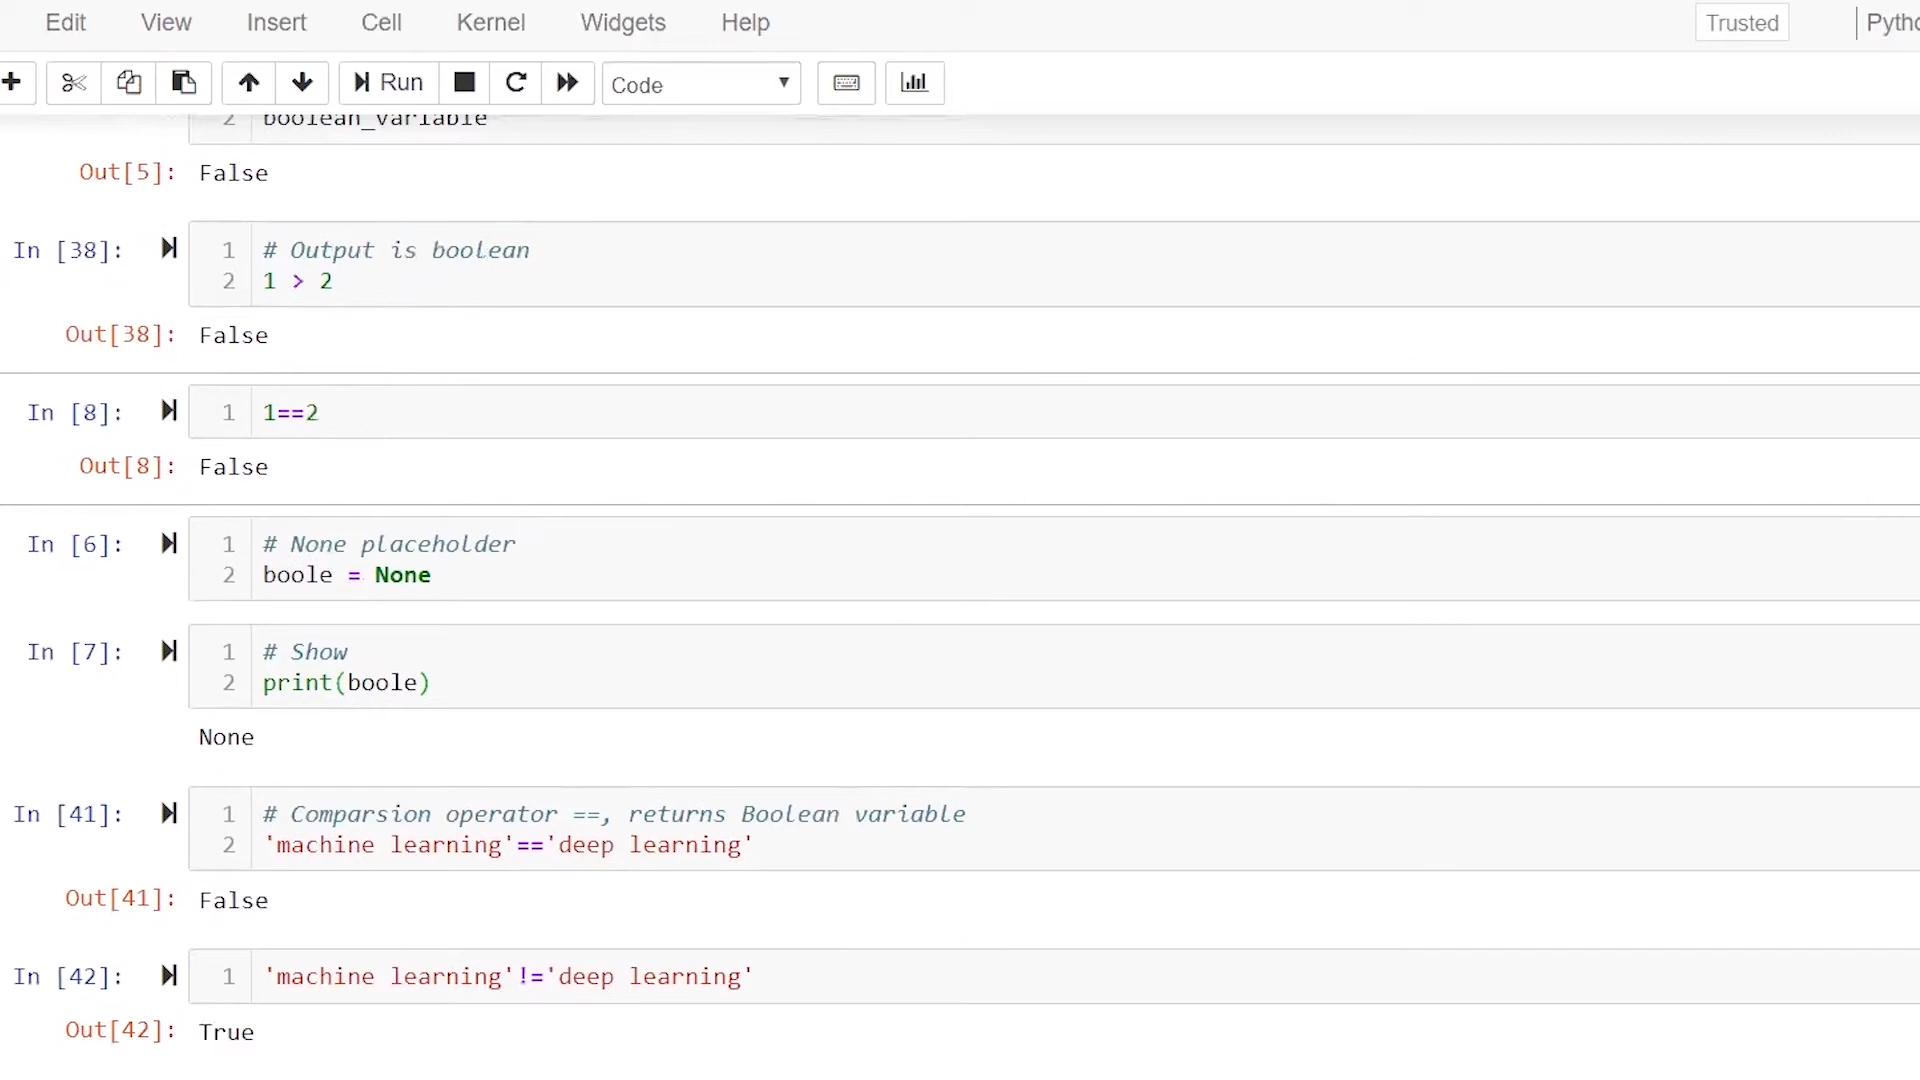 Edit View Insert Cell Kernel Widgets Help Trusted
Run Code
2 boolean_variable
Out[5]: False
In [38]: 1 # Output is boolean
2 1 > 2
Out[38]: False
In [8]: 1 1==2
Out[8]: False
In [6]: 1 # None placeholder
2 boole = None
In [7]: 1 # Show
2 print(boole)
None
In [41]: 1 # Comparsion operator ==, returns Boolean variable
2 'machine learning'=='deep learning'
Out[41]: False
In [42]: 1 'machine learning'!='deep learning'
Out[42]: True